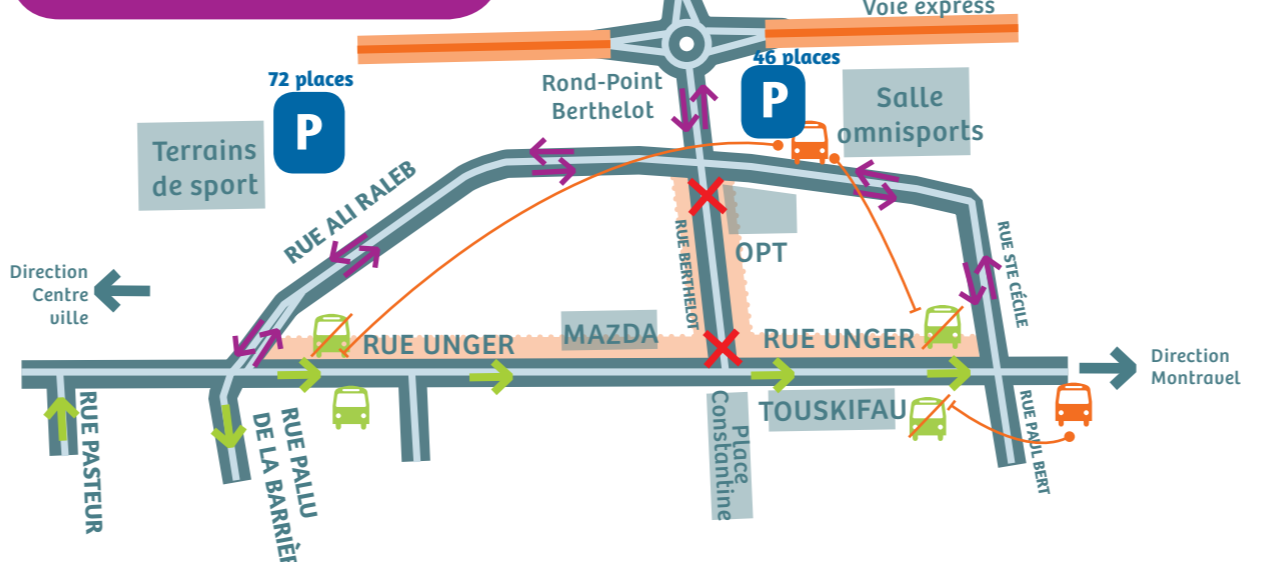 Voie express
46 places
P
72 places
P
Rond-Point
Berthelot
Salle
omnisports
Terrains
de sport
RUE ALI RALEB
OPT
RUE BERTHELOT
RUE STE CÉCILE
Direction
Centre
ville
RUE UNGER
MAZDA
RUE UNGER
Direction
Montravel
TOUSKIFAU
Place
Constantine
RUE PAUL BERT
RUE PASTEUR
RUE PALLU
DE LA BARRIÈR